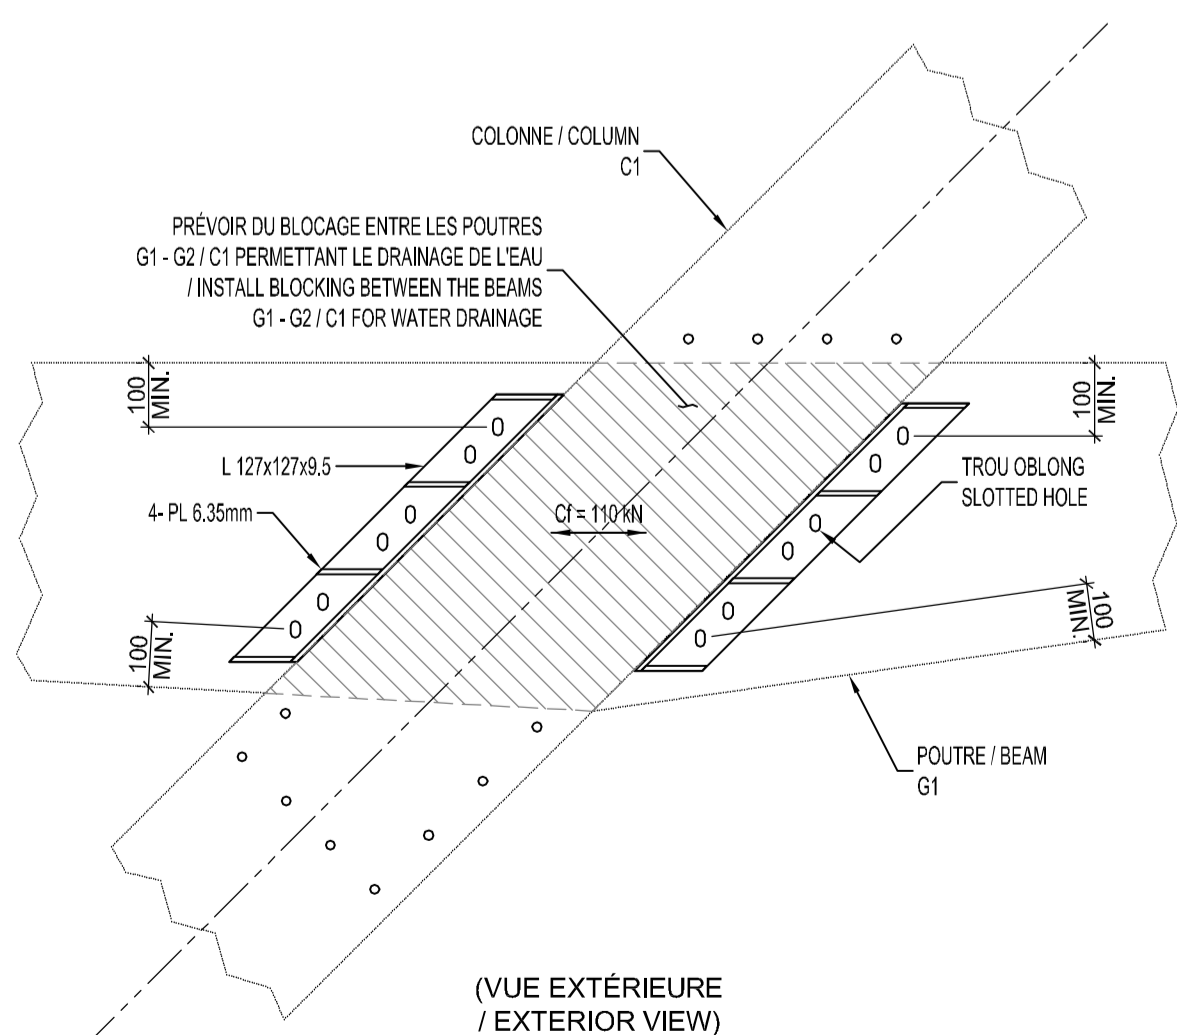 COLONNE / COLUMN
C1
PRÉVOIR DU BLOCAGE ENTRE LES POUTRES
G1 - G2 / C1 PERMETTANT LE DRAINAGE DE L'EAU
/ INSTALL BLOCKING BETWEEN THE BEAMS
G1 - G2 / C1 FOR WATER DRAINAGE
100
MIN.
100
MIN.
L 127x127x9.5
4- PL 6.35mm
Cf = 110 kN
TROU OBLONG
SLOTTED HOLE
100
MIN.
100
MIN.
POUTRE / BEAM
G1
(VUE EXTÉRIEURE
/ EXTERIOR VIEW)